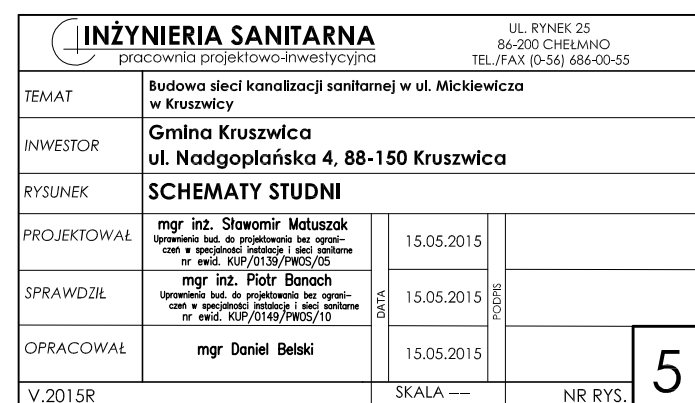 INŻYNIERIA SANITARNA
pracownia projektowo-inwestycyjna
UL. RYNEK 25
86-200 CHEŁMNO
TEL./FAX (0-56) 686-00-55
TEMAT
Budowa sieci kanalizacji sanitarnej w ul. Mickiewicza
w Kruszwicy
INWESTOR
Gmina Kruszwica
ul. Nadgoplańska 4, 88-150 Kruszwica
RYSUNEK
SCHEMATY STUDNI
PROJEKTOWAŁ
mgr inż. Sławomir Matuszak
Uprawnienia bud. do projektowania bez ograni-
czeń w specjalności instalacje i sieci sanitarne
nr ewid. KUP/0139/PWOS/05
15.05.2015
SPRAWDZIŁ
mgr inż. Piotr Banach
Uprawnienia bud. do projektowania bez ograni-
czeń w specjalności instalacje i sieci sanitarne
nr ewid. KUP/0149/PWOS/10
DATA
15.05.2015
PODPIS
OPRACOWAŁ
mgr Daniel Belski
15.05.2015
V.2015R
SKALA --
NR RYS.
5